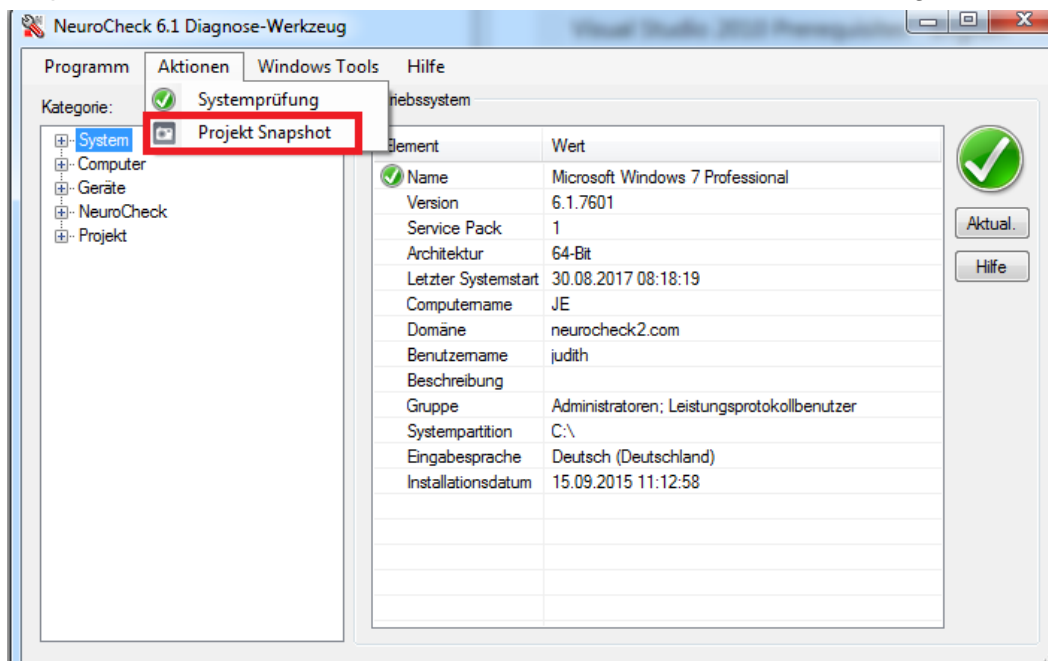 NeuroCheck 6.1 Diagnose-Werkzeug
Visual Studio 2010
Programm Aktionen Windows Tools Hilfe
Systemprüfung
Projekt Snapshot
Kategorie:
System
Computer
Geräte
NeuroCheck
Projekt
riebssystem
Element Wert
Name Microsoft Windows 7 Professional
Version 6.1.7601
Service Pack 1
Architektur 64-Bit
Letzter Systemstart 30.08.2017 08:18:19
Computername JE
Domäne neurocheck2.com
Benutzername judith
Beschreibung
Gruppe Administratoren; Leistungsprotokollbenutzer
Systempartition C:\
Eingabesprache Deutsch (Deutschland)
Installationsdatum 15.09.2015 11:12:58
Aktual.
Hilfe